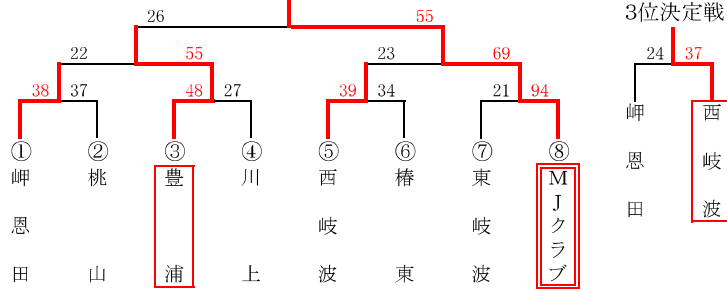 ３位決定戦
26 55
22 55 23 69 24 37
38 37 48 27 39 34 21 94
① ② ③ ④ ⑤ ⑥ ⑦ ⑧
岬恩田
桃山
豊浦
川上
西岐波
椿東
東岐波
ＭＪクラブ
岬恩田
西岐波